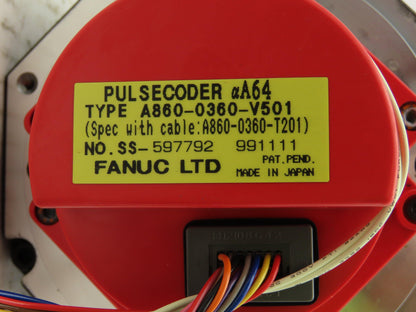 PULSECODER αA64
TYPE A860-0360-V501
(Spec with cable:A860-0360-T201)
NO.SS-597792 991111
FANUC LTD PAT.PEND.
MADE IN JAPAN